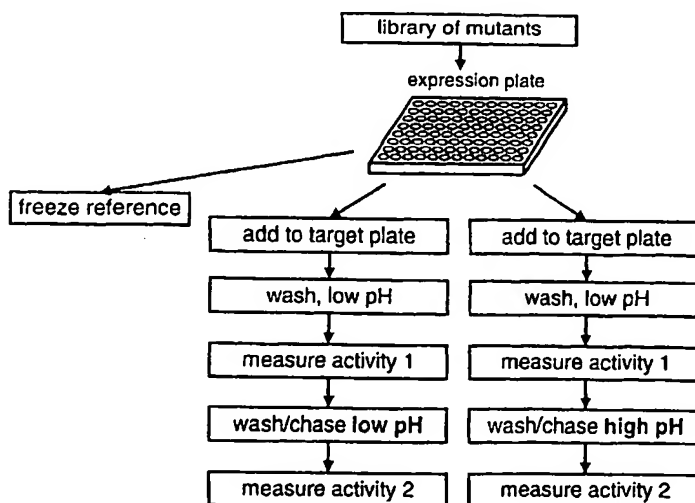 library of mutants
expression plate
freeze reference
add to target plate
wash, low pH
measure activity 1
wash/chase low pH
measure activity 2
add to target plate
wash, low pH
measure activity 1
wash/chase high pH
measure activity 2